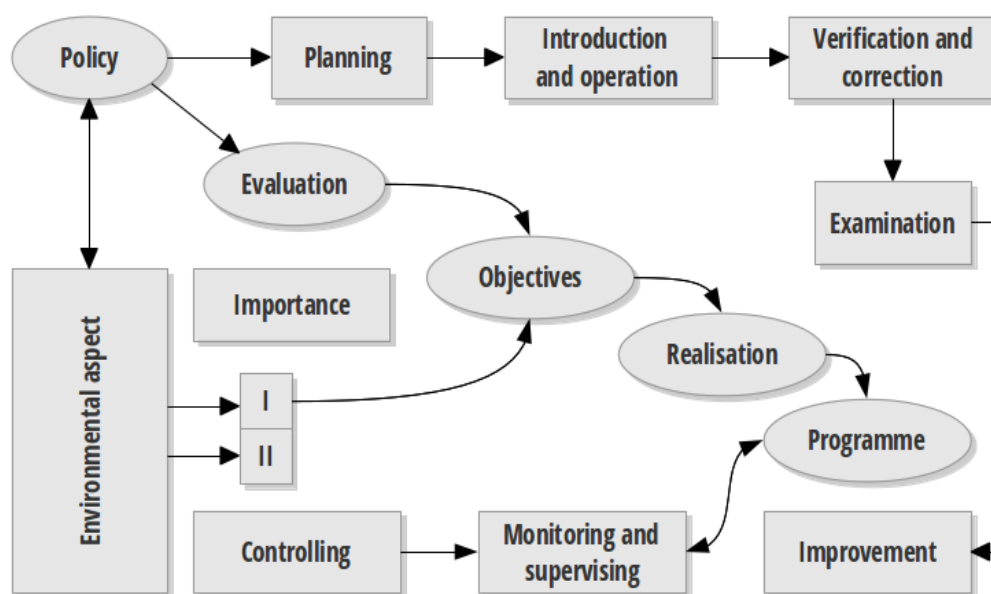 Policy
Planning
Introduction
and operation
Verification and
correction
Evaluation
Examination
Objectives
Importance
Environmental aspect
Realisation
I
II
Programme
Controlling
Monitoring and
supervising
Improvement